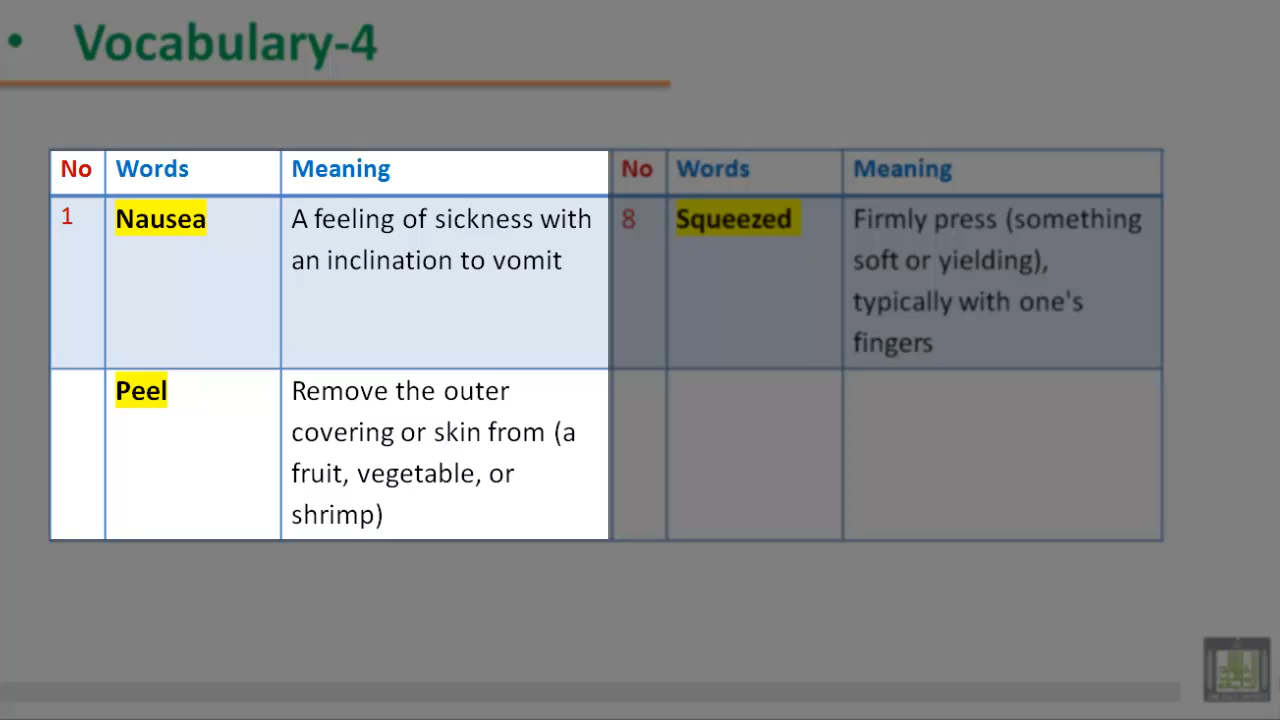 • Vocabulary-4
No Words Meaning No Words Meaning
1 Nausea A feeling of sickness with
an inclination to vomit
8 Squeezed Firmly press (something
soft or yielding),
typically with one's
fingers
Peel Remove the outer
covering or skin from (a
fruit, vegetable, or
shrimp)